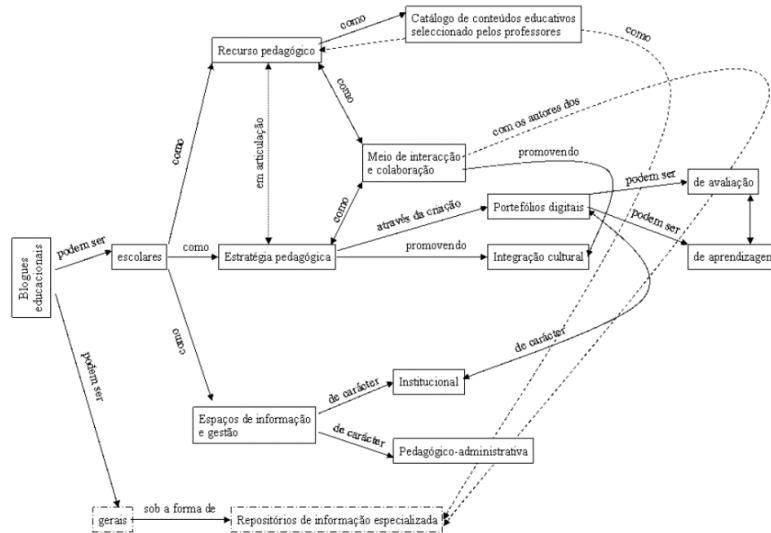 como
Catálogo de conteúdos educativos
seleccionado pelos professores
como
Recurso pedagógico
como
com os autores dos
em articulação
como
Meio de interacção
e colaboração
promovendo
podem ser
de avaliação
como
através da criação
Portefólios digitais
podem ser
podem ser
escolares
como
Estratégia pedagógica
promovendo
Integração cultural
de aprendizagem
Blogues
educacionais
como
de carácter
podem ser
de carácter
Institucional
Espaços de informação
e gestão
de carácter
Pedagógico-administrativa
gerais
sob a forma de
Repositórios de informação especializada